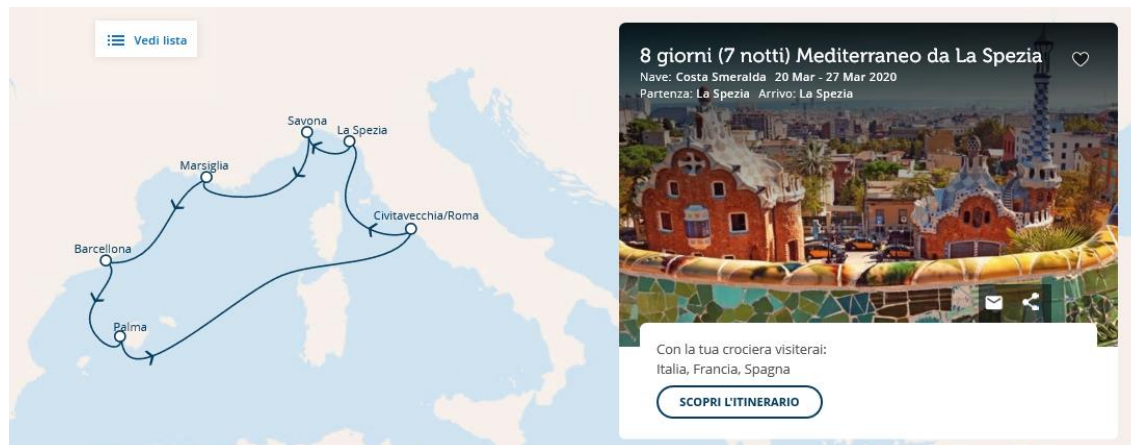 Vedi lista
Savona
La Spezia
Marsiglia
Civitavecchia/Roma
Barcellona
Palma
8 giorni (7 notti) Mediterraneo da La Spezia
Nave: Costa Smeralda 20 Mar - 27 Mar 2020
Partenza: La Spezia Arrivo: La Spezia
Con la tua crociera visiterai:
Italia, Francia, Spagna
SCOPRI L'ITINERARIO